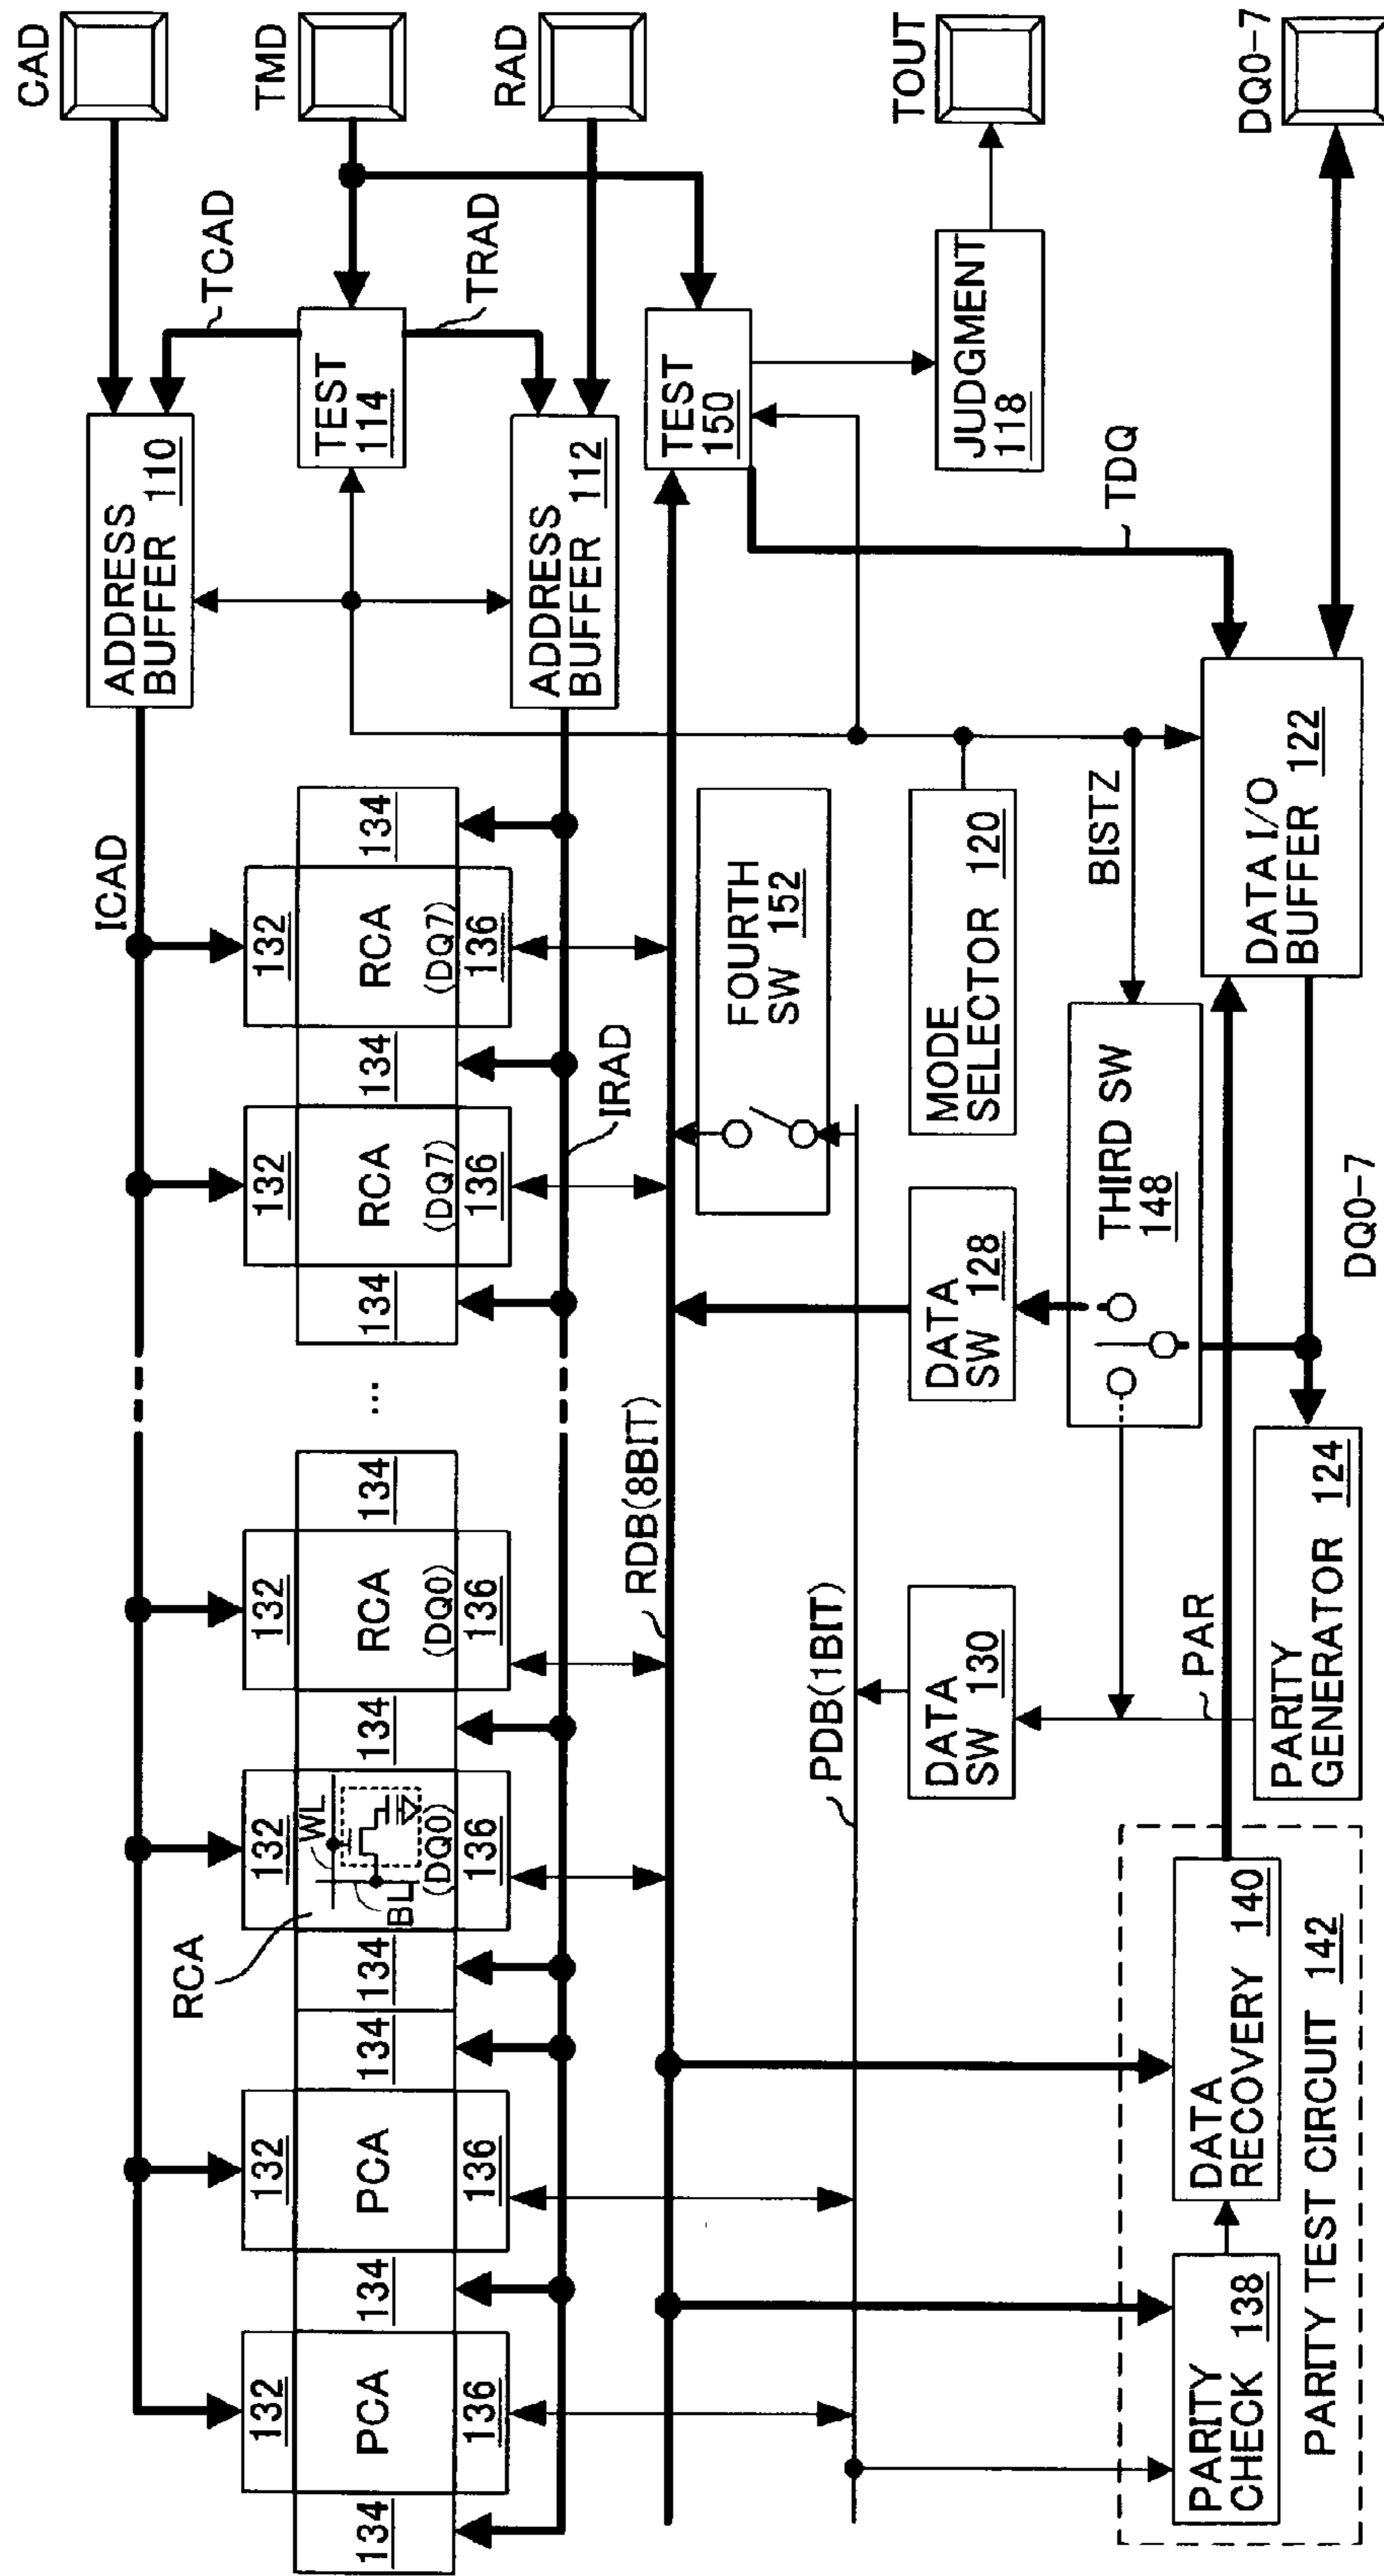 CAD
TMD
RAD
TOUT
DQ0-7
TCAD
TRAD
ADDRESS
BUFFER 110
TEST
114
ADDRESS
BUFFER 112
TEST
150
JUDGMENT
118
TDQ
ICAD
132
RCA
(DQ7)
136
134
132
RCA
(DQ7)
136
134
134
IRAD
FOURTH
SW 152
MODE
SELECTOR 120
BISTZ
DATA I/O
BUFFER 122
THIRD SW
148
DATA
SW 128
DQ0-7
...
134
132
RCA
(DQ0)
136
134
RDB(8BIT)
132
WL
BL
(DQ0)
136
RCA
134
134
PDB(1BIT)
DATA
SW 130
PAR
PARITY
GENERATOR 124
132
PCA
136
134
132
PCA
136
134
DATA
RECOVERY 140
PARITY
CHECK 138
PARITY TEST CIRCUIT 142